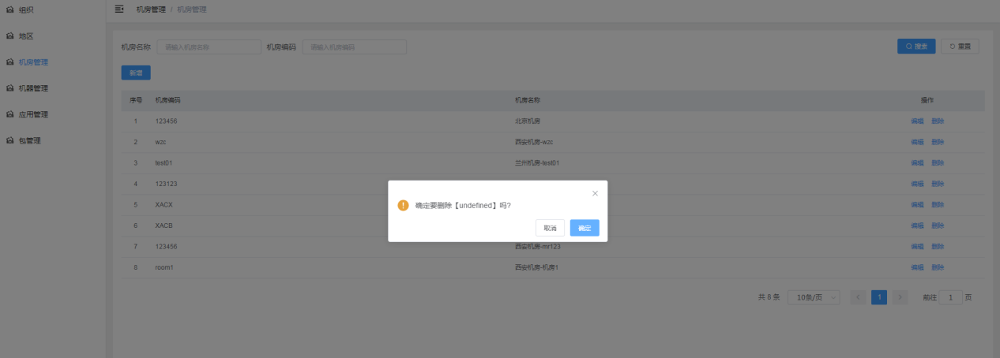 组织
机房管理 / 机房管理
地区
机房管理
机器管理
应用管理
包管理
机房名称 请输入机房名称 机房编码 请输入机房编码 搜索 重置
新增
序号 机房编码 机房名称 操作
1 123456 北京机房 编辑 删除
2 wzc 西安机房-wzc 编辑 删除
3 test01 兰州机房-test01 编辑 删除
4 123123 编辑 删除
5 XACX 编辑 删除
6 XACB 编辑 删除
7 123456 西安机房-mr123 编辑 删除
8 room1 西安机房-机房1 编辑 删除
确定要删除【undefined】吗?
取消 确定
共 8 条 10条/页 1 前往 1 页